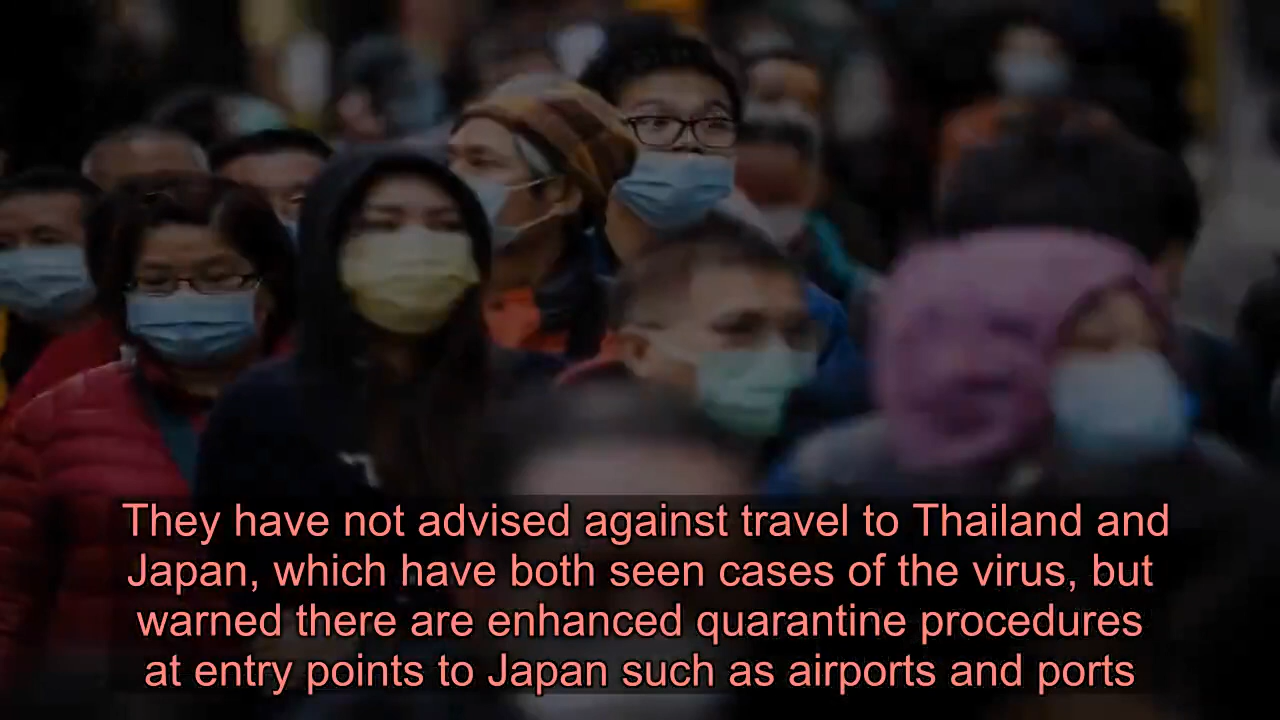 They have not advised against travel to Thailand and
Japan, which have both seen cases of the virus, but
warned there are enhanced quarantine procedures
at entry points to Japan such as airports and ports